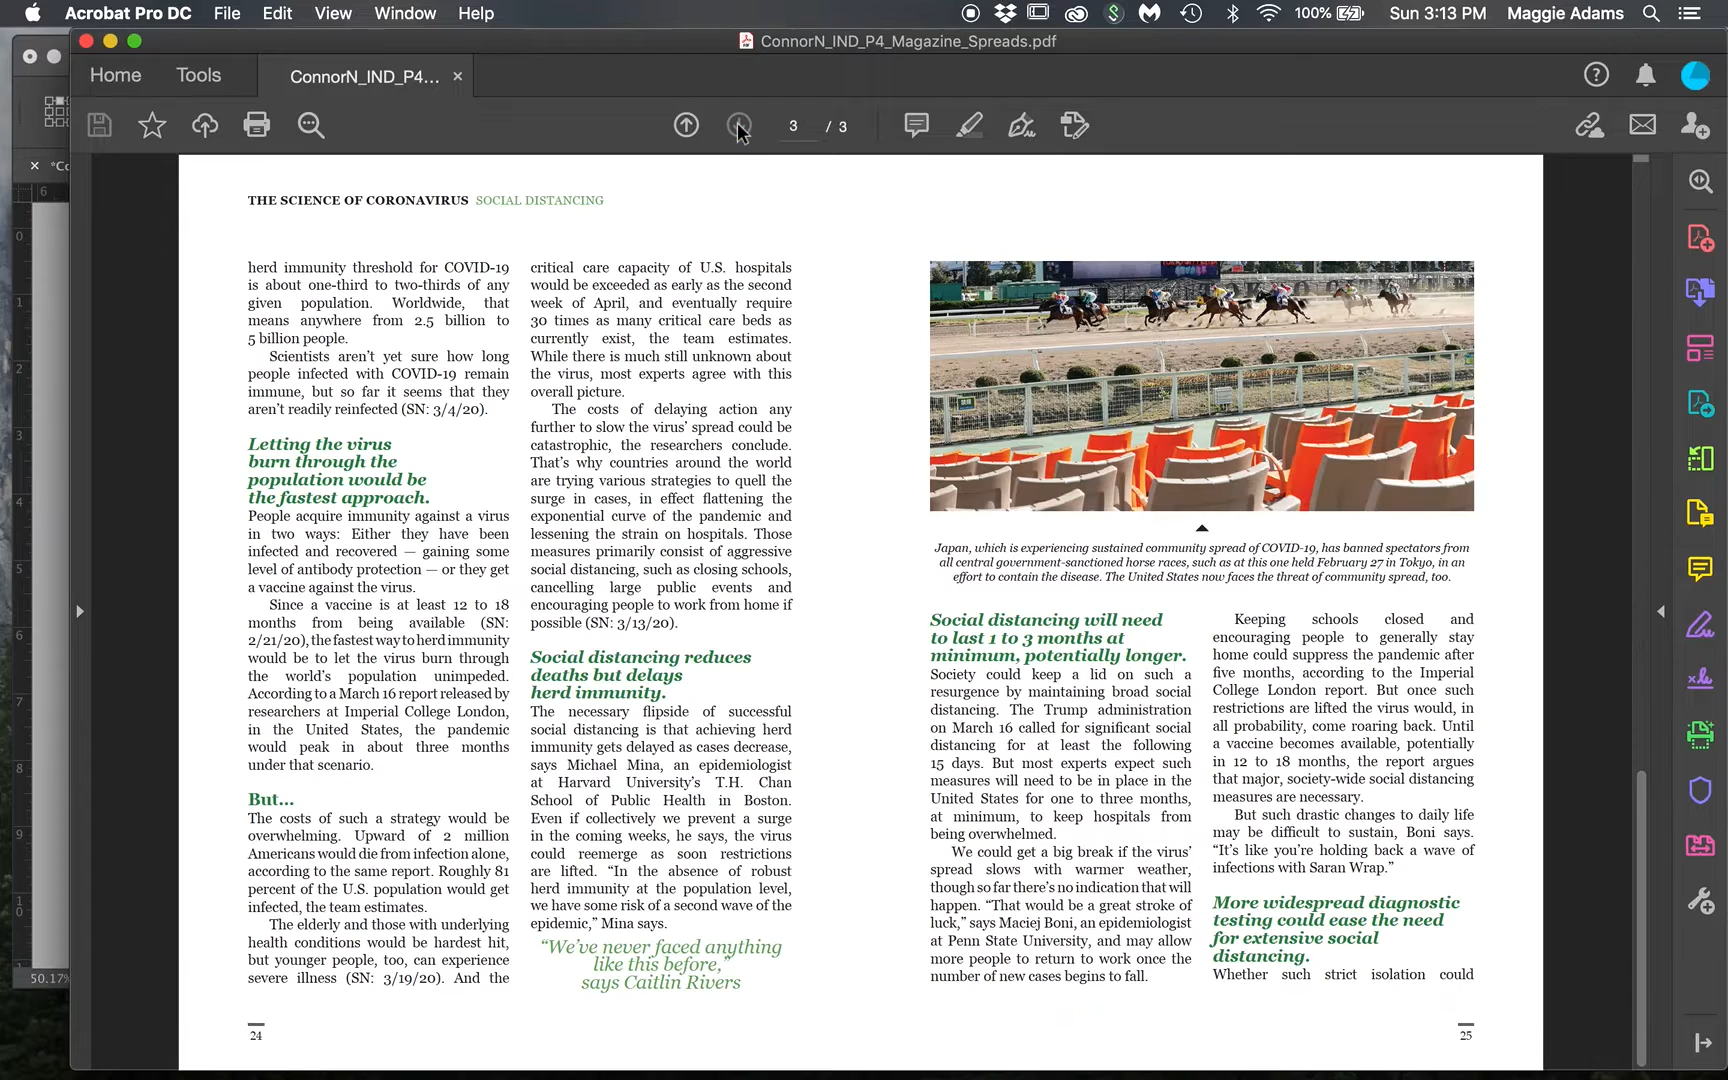 Acrobat Pro DC File Edit View Window Help
100% Sun 3:13 PM Maggie Adams
ConnorN_IND_P4_Magazine_Spreads.pdf
Home Tools ConnorN_IND_P4... ×
3 / 3
THE SCIENCE OF CORONAVIRUS SOCIAL DISTANCING
herd immunity threshold for COVID-19
is about one-third to two-thirds of any
given population. Worldwide, that
means anywhere from 2.5 billion to
5 billion people.
Scientists aren't yet sure how long
people infected with COVID-19 remain
immune, but so far it seems that they
aren't readily reinfected (SN: 3/4/20).
Letting the virus
burn through the
population would be
the fastest approach.
People acquire immunity against a virus
in two ways: Either they have been
infected and recovered — gaining some
level of antibody protection — or they get
a vaccine against the virus.
Since a vaccine is at least 12 to 18
months from being available (SN:
2/21/20), the fastest way to herd immunity
would be to let the virus burn through
the world's population unimpeded.
According to a March 16 report released by
researchers at Imperial College London,
in the United States, the pandemic
would peak in about three months
under that scenario.
But...
The costs of such a strategy would be
overwhelming. Upward of 2 million
Americans would die from infection alone,
according to the same report. Roughly 81
percent of the U.S. population would get
infected, the team estimates.
The elderly and those with underlying
health conditions would be hardest hit,
but younger people, too, can experience
severe illness (SN: 3/19/20). And the
critical care capacity of U.S. hospitals
would be exceeded as early as the second
week of April, and eventually require
30 times as many critical care beds as
currently exist, the team estimates.
While there is much still unknown about
the virus, most experts agree with this
overall picture.
The costs of delaying action any
further to slow the virus' spread could be
catastrophic, the researchers conclude.
That's why countries around the world
are trying various strategies to quell the
surge in cases, in effect flattening the
exponential curve of the pandemic and
lessening the strain on hospitals. Those
measures primarily consist of aggressive
social distancing, such as closing schools,
cancelling large public events and
encouraging people to work from home if
possible (SN: 3/13/20).
Social distancing reduces
deaths but delays
herd immunity.
The necessary flipside of successful
social distancing is that achieving herd
immunity gets delayed as cases decrease,
says Michael Mina, an epidemiologist
at Harvard University's T.H. Chan
School of Public Health in Boston.
Even if collectively we prevent a surge
in the coming weeks, he says, the virus
could reemerge as soon restrictions
are lifted. "In the absence of robust
herd immunity at the population level,
we have some risk of a second wave of the
epidemic," Mina says.
"We've never faced anything
like this before,"
says Caitlin Rivers
24
Japan, which is experiencing sustained community spread of COVID-19, has banned spectators from
all central government-sanctioned horse races, such as at this one held February 27 in Tokyo, in an
effort to contain the disease. The United States now faces the threat of community spread, too.
Social distancing will need
to last 1 to 3 months at
minimum, potentially longer.
Society could keep a lid on such a
resurgence by maintaining broad social
distancing. The Trump administration
on March 16 called for significant social
distancing for at least the following
15 days. But most experts expect such
measures will need to be in place in the
United States for one to three months,
at minimum, to keep hospitals from
being overwhelmed.
We could get a big break if the virus'
spread slows with warmer weather,
though so far there's no indication that will
happen. "That would be a great stroke of
luck," says Maciej Boni, an epidemiologist
at Penn State University, and may allow
more people to return to work once the
number of new cases begins to fall.
Keeping schools closed and
encouraging people to generally stay
home could suppress the pandemic after
five months, according to the Imperial
College London report. But once such
restrictions are lifted the virus would, in
all probability, come roaring back. Until
a vaccine becomes available, potentially
in 12 to 18 months, the report argues
that major, society-wide social distancing
measures are necessary.
But such drastic changes to daily life
may be difficult to sustain, Boni says.
"It's like you're holding back a wave of
infections with Saran Wrap."
More widespread diagnostic
testing could ease the need
for extensive social
distancing.
Whether such strict isolation could
25
× *Co
6
0
1
2
3
4
5
6
7
8
9
10
50.17%